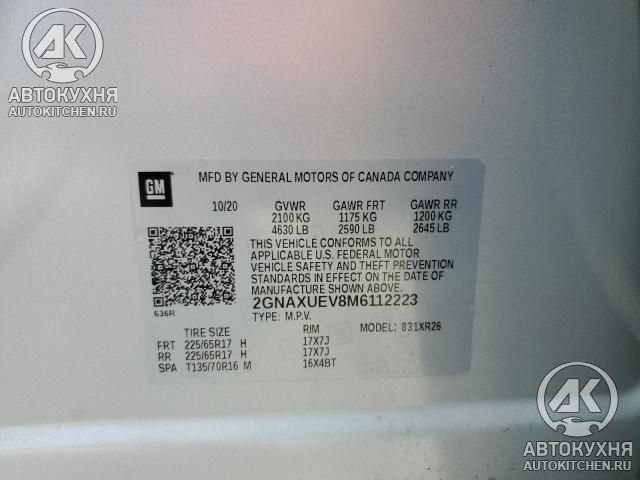 АК
АВТОКУХНЯ
AUTOKITCHEN.RU
GM
MFD BY GENERAL MOTORS OF CANADA COMPANY
10/20 GVWR GAWR FRT GAWR RR
2100 KG 1175 KG 1200 KG
4630 LB 2590 LB 2645 LB
THIS VEHICLE CONFORMS TO ALL
APPLICABLE U.S. FEDERAL MOTOR
VEHICLE SAFETY AND THEFT PREVENTION
STANDARDS IN EFFECT ON THE DATE OF
MANUFACTURE SHOWN ABOVE.
636R
2GNAXUEV8M6112223
TYPE: M.P.V. MODEL: 831XR26
TIRE SIZE RIM
FRT 225/65R17 H 17X7J
RR 225/65R17 H 17X7J
SPA T135/70R16 M 16X4BT
АК
АВТОКУХНЯ
AUTOKITCHEN.RU